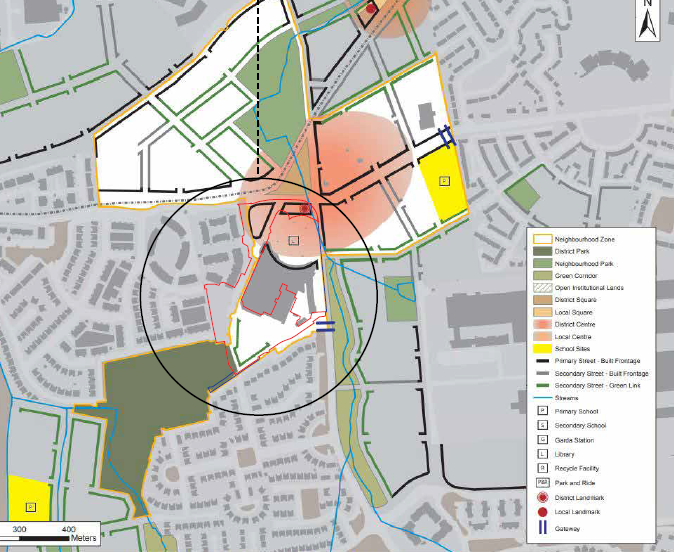 N
P
L
P
300 400
Meters
Neighbourhood Zone
District Park
Neighbourhood Park
Green Corridor
Open Institutional Lands
District Square
Local Square
District Centre
Local Centre
School Sites
Primary Street - Built Frontage
Secondary Street - Built Frontage
Secondary Street - Green Link
Streams
P Primary School
S Secondary School
G Garda Station
L Library
R Recycle Facility
P&R Park and Ride
District Landmark
Local Landmark
Gateway